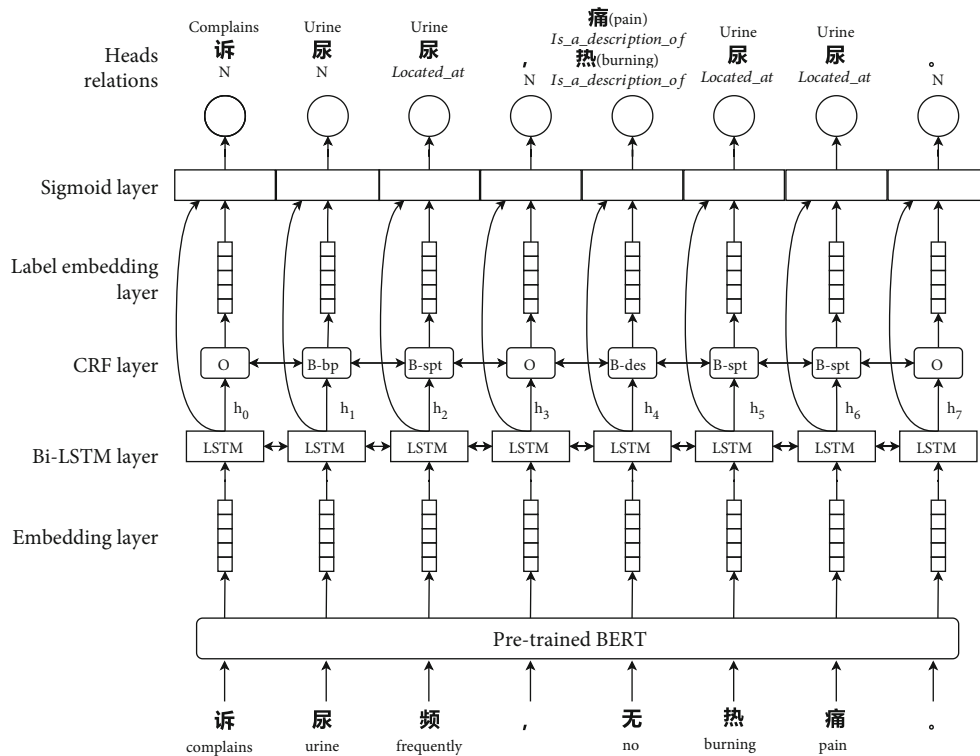 痛(pain)
Complains Urine Urine Is_a_description_of Urine Urine
诉 尿 尿 , 热(burning) 尿 尿 。
N N Located_at N Is_a_description_of Located_at Located_at N
Heads
relations
Sigmoid layer
Label embedding
layer
CRF layer O B-bp B-spt O B-des B-spt B-spt O
h0 h1 h2 h3 h4 h5 h6 h7
Bi-LSTM layer LSTM LSTM LSTM LSTM LSTM LSTM LSTM LSTM
Embedding layer
Pre-trained BERT
诉 尿 频 , 无 热 痛 。
complains urine frequently no burning pain